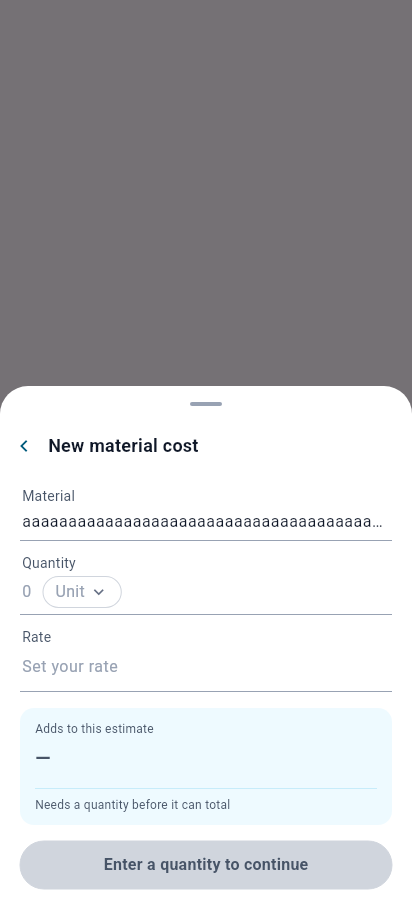 New material cost
Material
aaaaaaaaaaaaaaaaaaaaaaaaaaaaaaaaaaaaaa…
Quantity
0 Unit
Rate
Set your rate
Adds to this estimate
—
Needs a quantity before it can total
Enter a quantity to continue